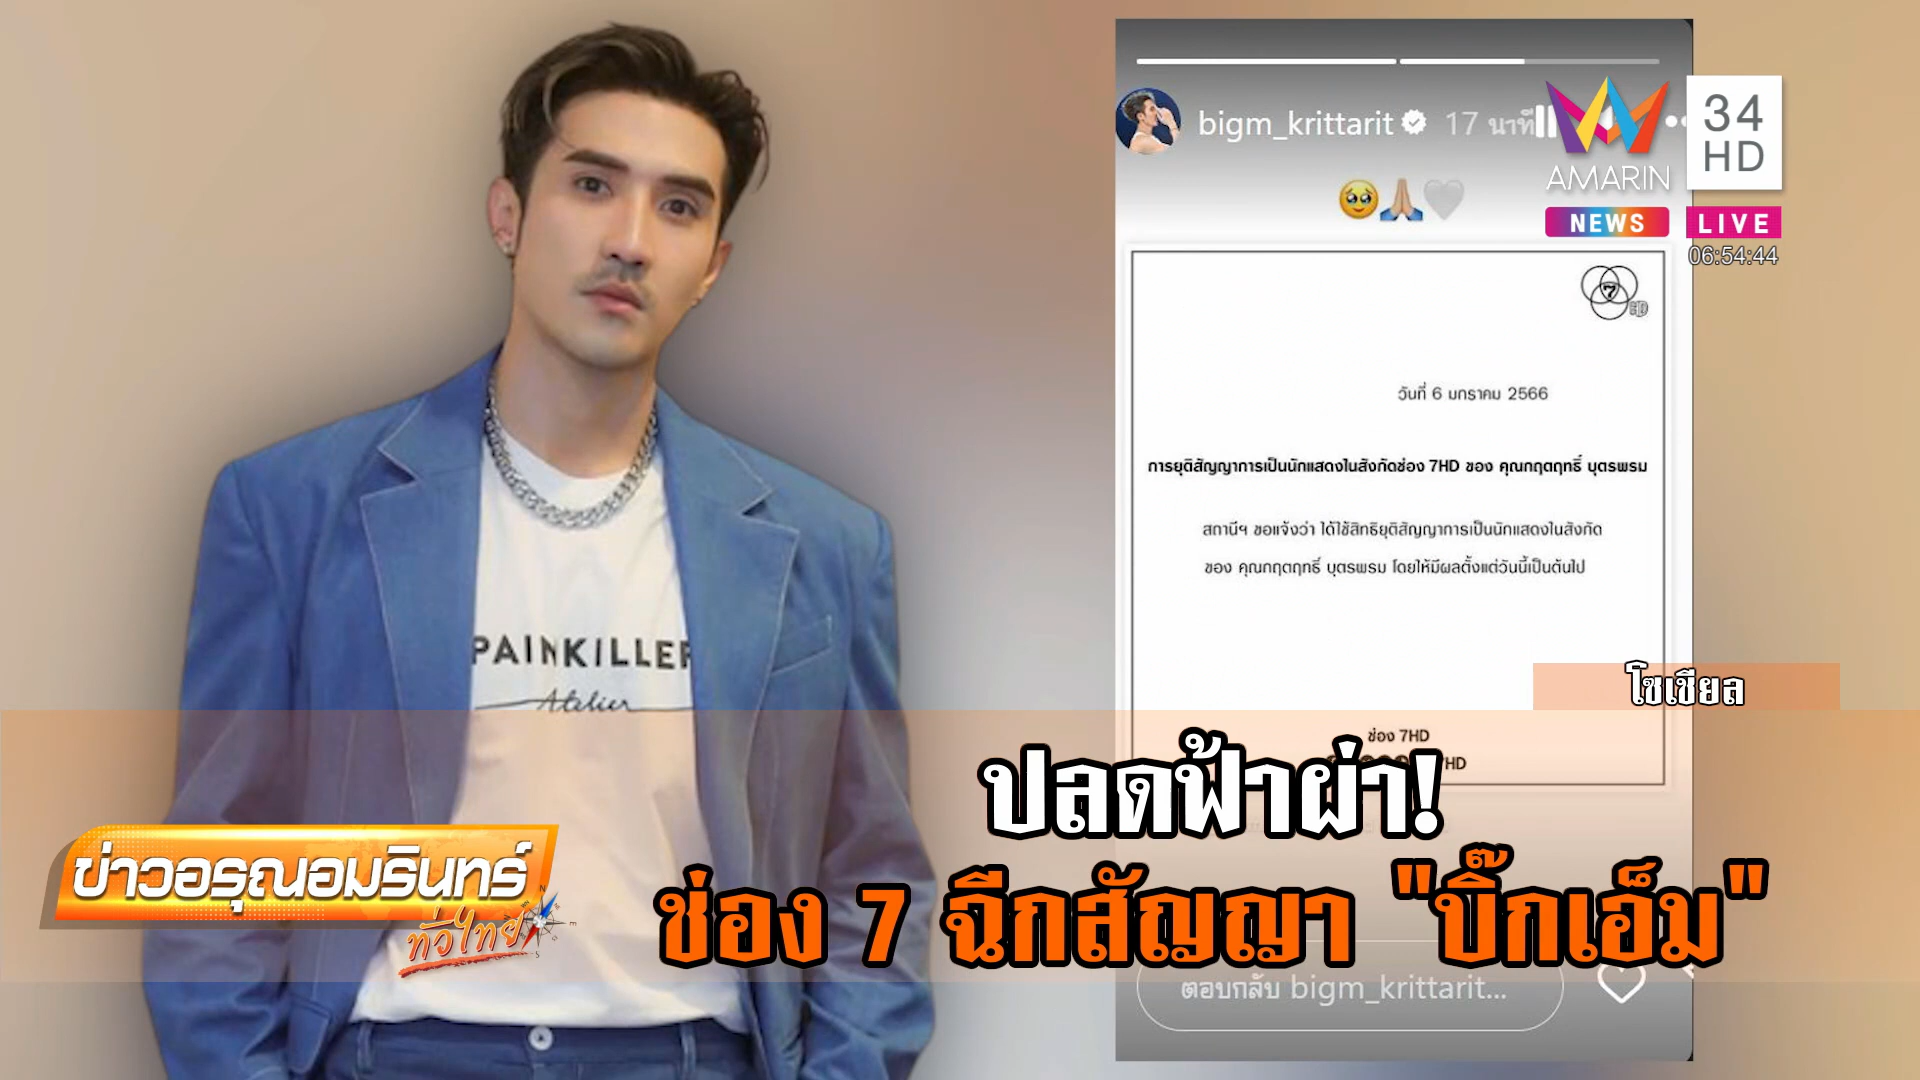 bigm_krittarit 17 นาที
AMARIN
34
HD
NEWS
LIVE
06:54:44
7
HD
วันที่ 6 มกราคม 2566
การยุติสัญญาการเป็นนักแสดงในสังกัดช่อง 7HD ของ คุณกฤตฤทธิ์ บุตรพรม
สถานีฯ ขอแจ้งว่า ได้ใช้สิทธิยุติสัญญาการเป็นนักแสดงในสังกัด
ของ คุณกฤตฤทธิ์ บุตรพรม โดยให้มีผลตั้งแต่วันนี้เป็นต้นไป
ช่อง 7HD
7HD
PAINKILLER
Atelier
โซเชียล
ปลดฟ้าผ่า!
ช่อง 7 ฉีกสัญญา "บิ๊กเอ็ม"
ข่าวอรุณอมรินทร์
ทั่วไทย
ตอบกลับ bigm_krittarit...